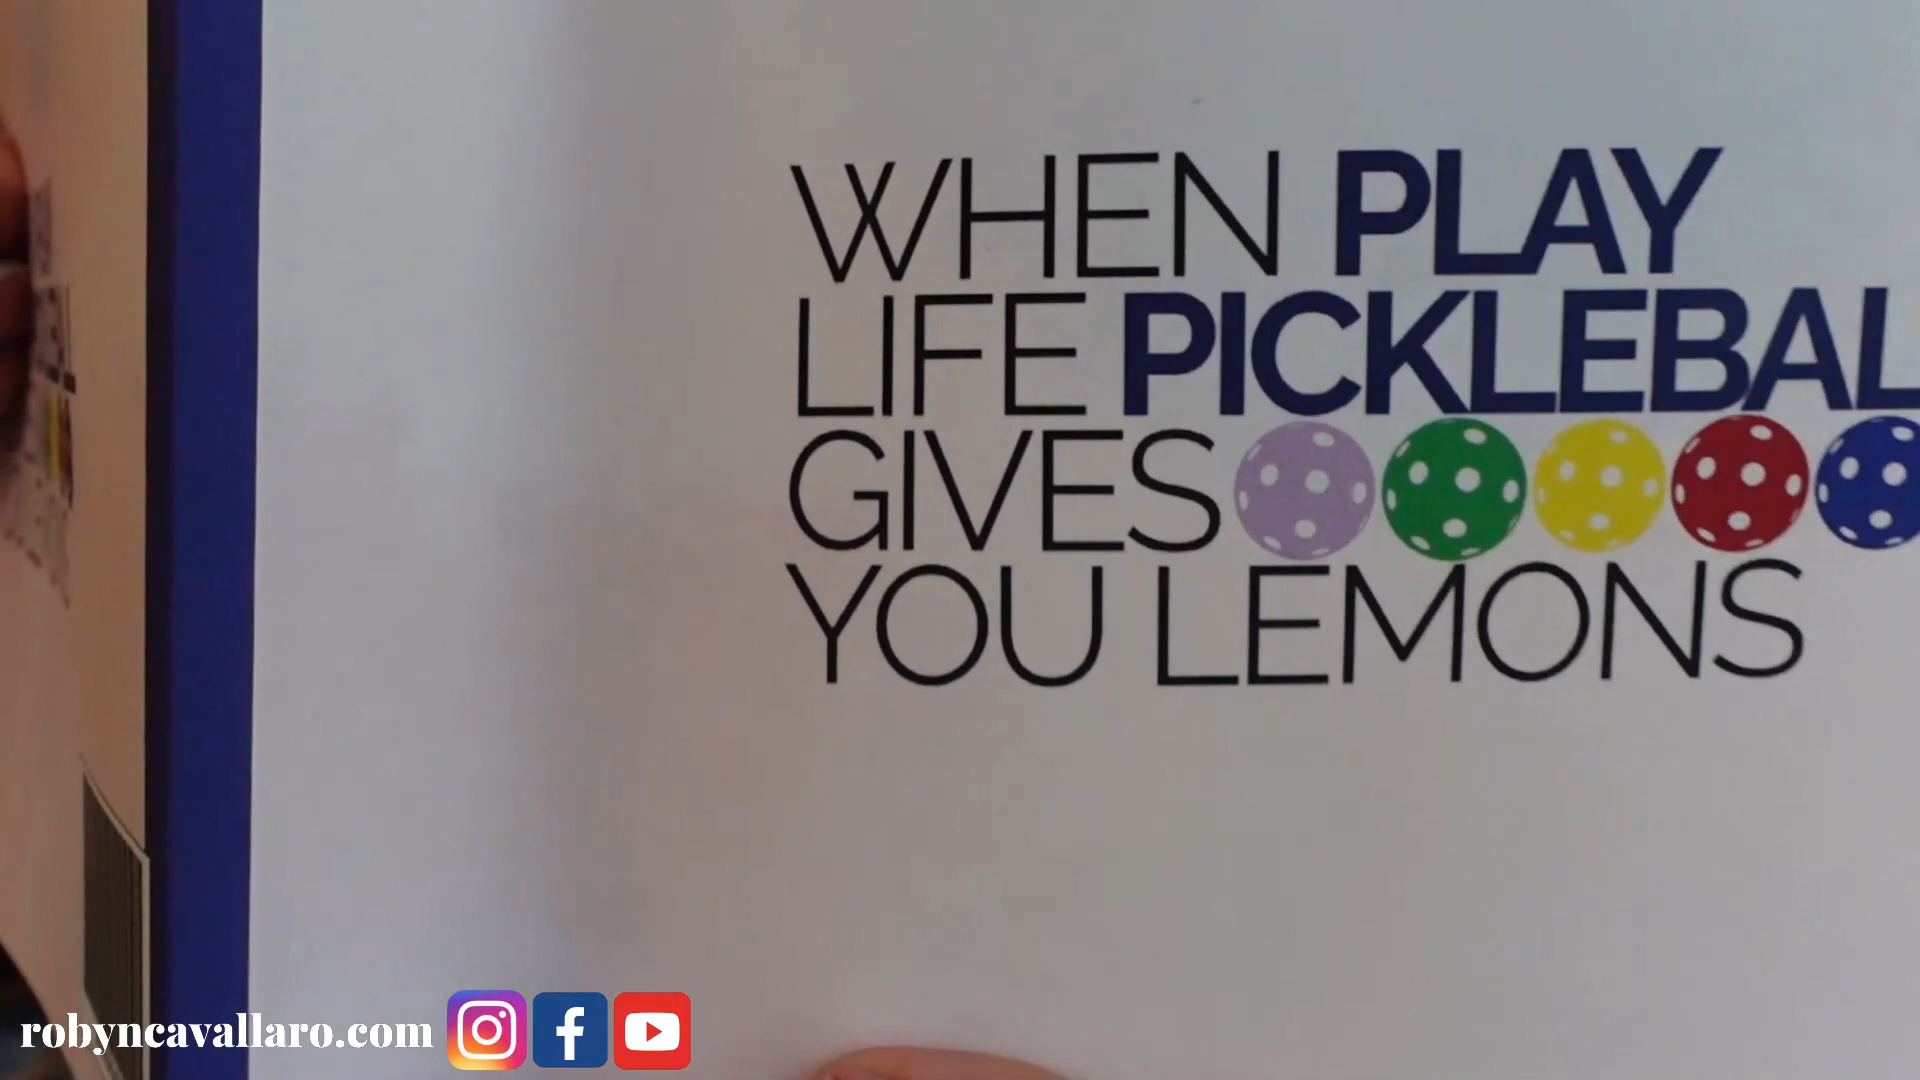 WHEN PLAY
LIFE PICKLEBAL
GIVES
YOU LEMONS
robyncavallaro.com